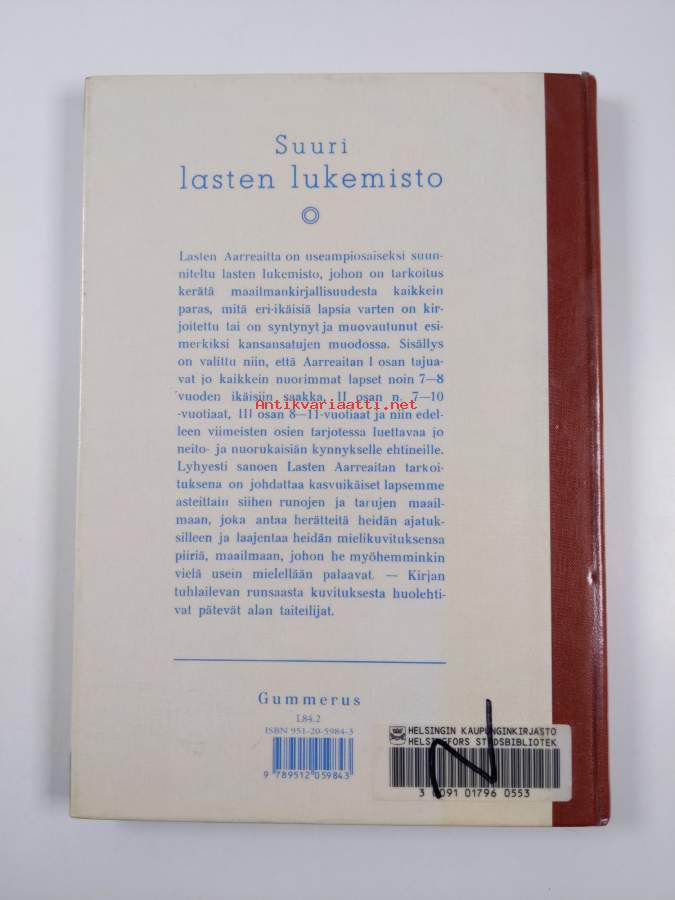 Suuri
lasten lukemisto
Lasten Aarreaitta on useampiosaiseksi suun-
niteltu lasten lukemisto, johon on tarkoitus
kerätä maailmankirjallisuudesta kaikkein
paras, mitä eri-ikäisiä lapsia varten on kir-
joitettu tai on syntynyt ja muovautunut esi-
merkiksi kansansatujen muodossa. Sisällys
on valittu niin, että Aarreaitan I osan tajua-
vat jo kaikkein nuorimmat lapset noin 7—8
vuoden ikäisiin saakka, II osan n. 7—10
-vuotiaat, III osan 8—11-vuotiaat ja niin edel-
leen viimeisten osien tarjotessa luettavaa jo
neito- ja nuorukaisiän kynnykselle ehtineille.
Lyhyesti sanoen Lasten Aarreaitan tarkoi-
tuksena on johdattaa kasvuikäiset lapsemme
asteittain siihen runojen ja tarujen maail-
maan, joka antaa herätteitä heidän ajatuk-
silleen ja laajentaa heidän mielikuvituksensa
piiriä, maailmaan, johon he myöhemminkin
vielä usein mielellään palaavat. — Kirjan
tuhlailevan runsaasta kuvituksesta huolehti-
vat pätevät alan taiteilijat.
Antikvariaatti.net
Gummerus
L84.2
ISBN 951-20-5984-3
9 789512 059843
HELSINGIN KAUPUNGINKIRJASTO
HELSINGFORS STADSBIBLIOTEK
3 0091 01796 0553
N